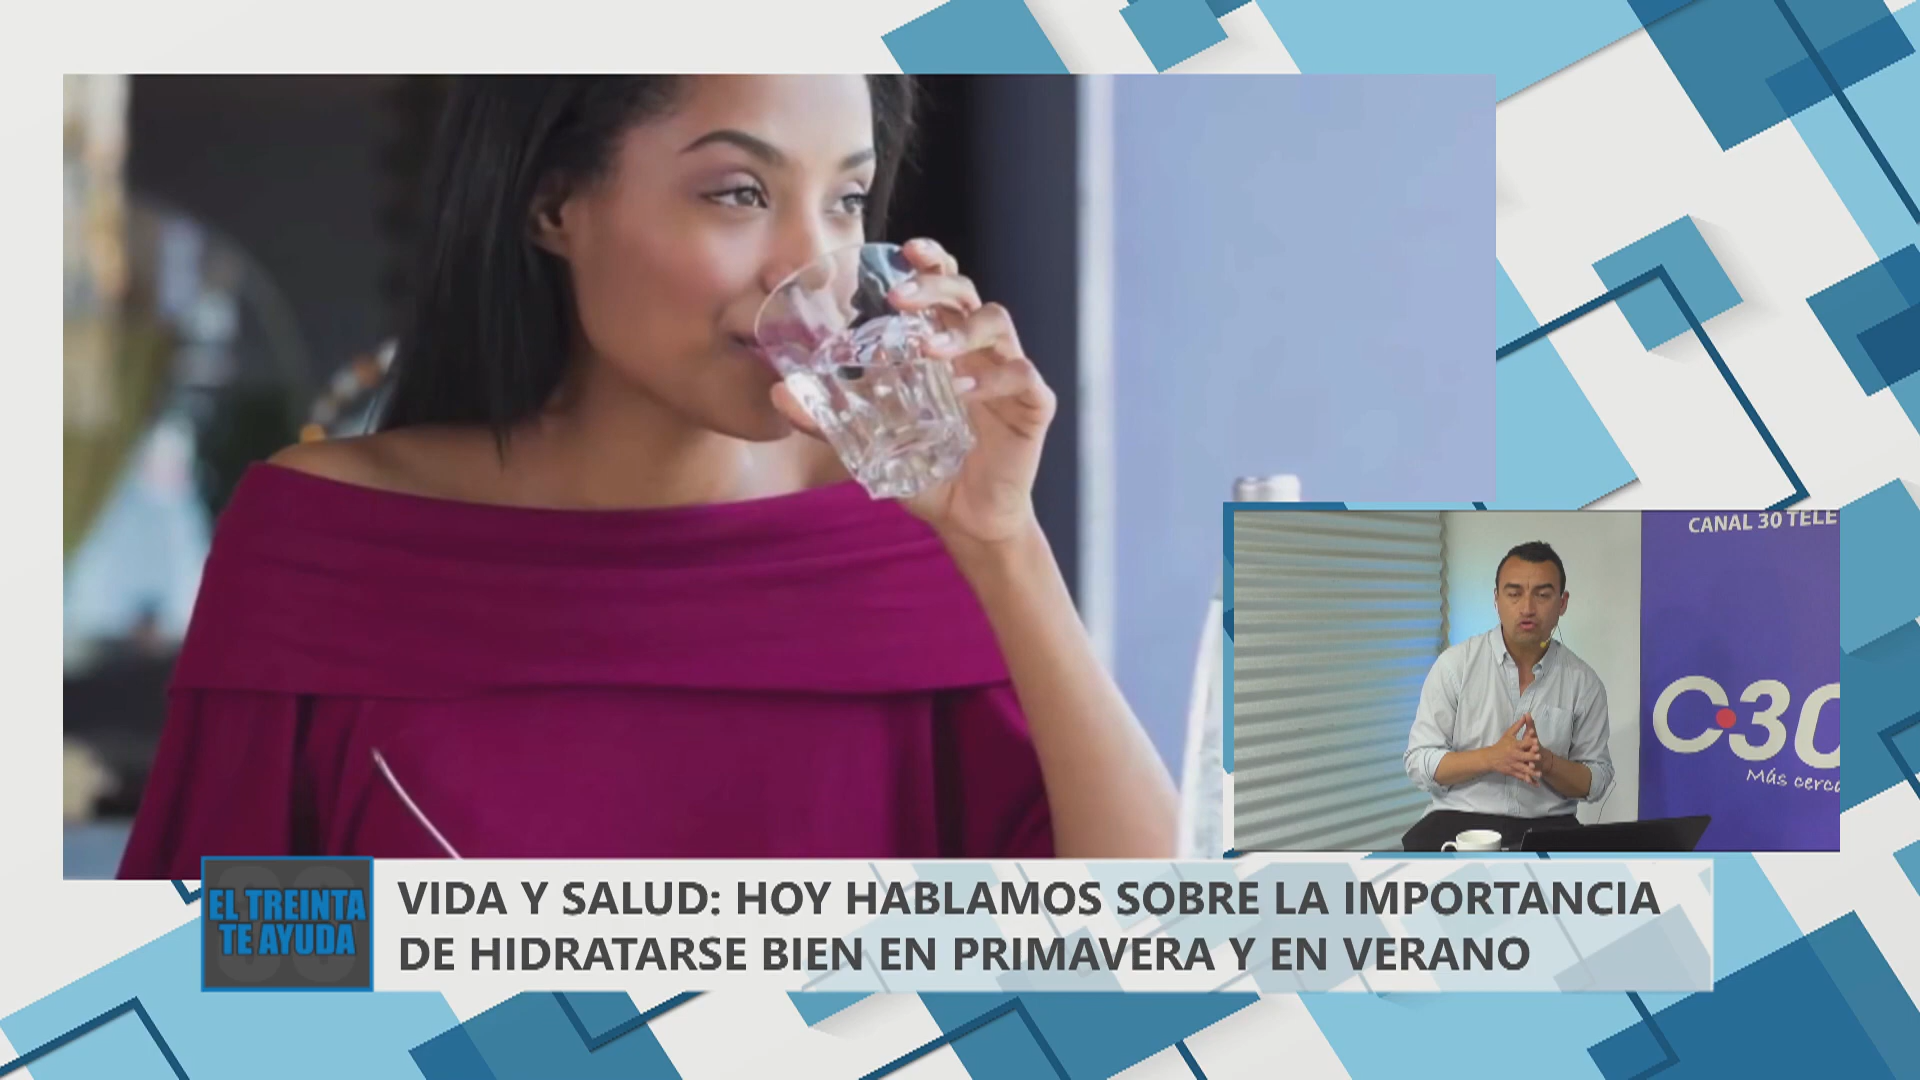 CANAL 30 TELE
C30
Más cerca
EL TREINTA
TE AYUDA
VIDA Y SALUD: HOY HABLAMOS SOBRE LA IMPORTANCIA
DE HIDRATARSE BIEN EN PRIMAVERA Y EN VERANO